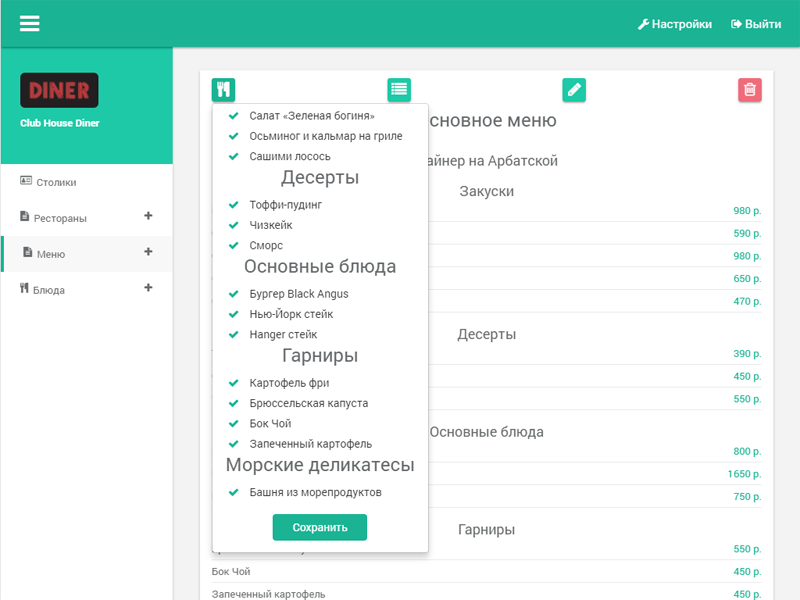 Настройки
Выйти
DINER
Club House Diner
Столики
Рестораны
Меню
Блюда
Салат «Зеленая богиня»
Осьминог и кальмар на гриле
Сашими лосось
Десерты
Тоффи-пудинг
Чизкейк
Сморс
Основные блюда
Бургер Black Angus
Нью-Йорк стейк
Hanger стейк
Гарниры
Картофель фри
Брюссельская капуста
Бок Чой
Запеченный картофель
Морские деликатесы
Башня из морепродуктов
Сохранить
сновное меню
айнер на Арбатской
Закуски
980 р.
590 р.
980 р.
650 р.
470 р.
Десерты
390 р.
450 р.
550 р.
Основные блюда
800 р.
1650 р.
750 р.
Гарниры
550 р.
Бок Чой 450 р.
Запеченный картофель 450 р.